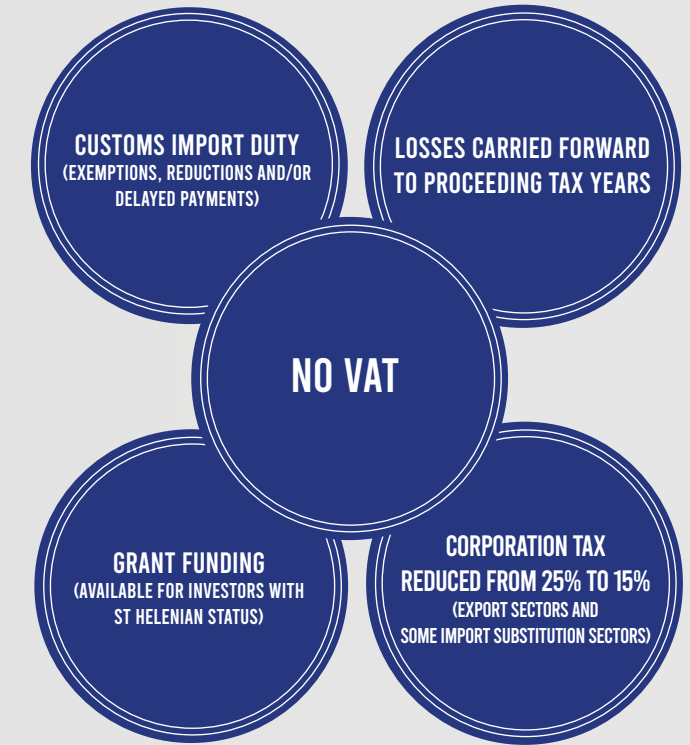 CUSTOMS IMPORT DUTY
(EXEMPTIONS, REDUCTIONS AND/OR
DELAYED PAYMENTS)
LOSSES CARRIED FORWARD
TO PROCEEDING TAX YEARS
NO VAT
GRANT FUNDING
(AVAILABLE FOR INVESTORS WITH
ST HELENIAN STATUS)
CORPORATION TAX
REDUCED FROM 25% TO 15%
(EXPORT SECTORS AND
SOME IMPORT SUBSTITUTION SECTORS)